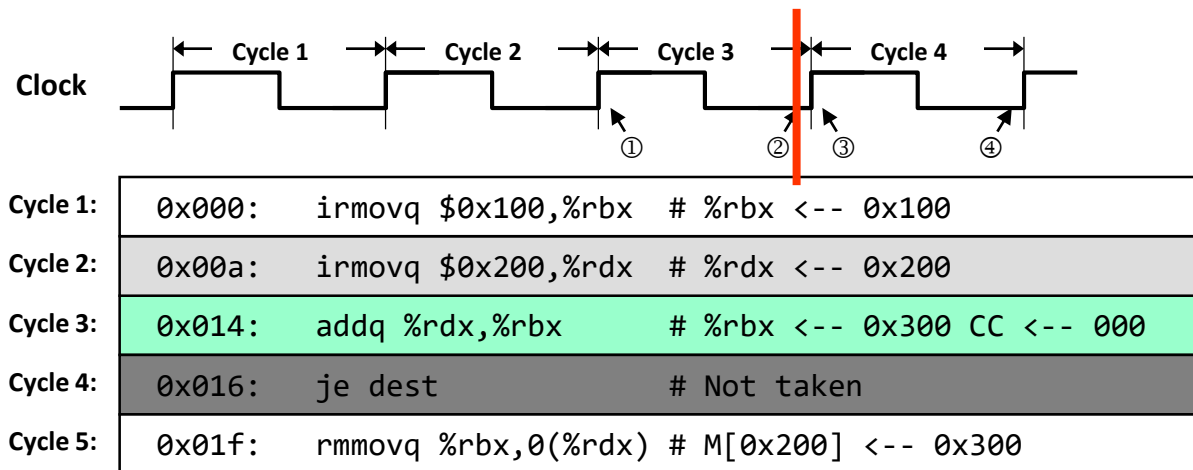 Cycle 1 Cycle 2 Cycle 3 Cycle 4
Clock
① ② ③ ④
Cycle 1: 0x000: irmovq $0x100,%rbx # %rbx <-- 0x100
Cycle 2: 0x00a: irmovq $0x200,%rdx # %rdx <-- 0x200
Cycle 3: 0x014: addq %rdx,%rbx # %rbx <-- 0x300 CC <-- 000
Cycle 4: 0x016: je dest # Not taken
Cycle 5: 0x01f: rmmovq %rbx,0(%rdx) # M[0x200] <-- 0x300